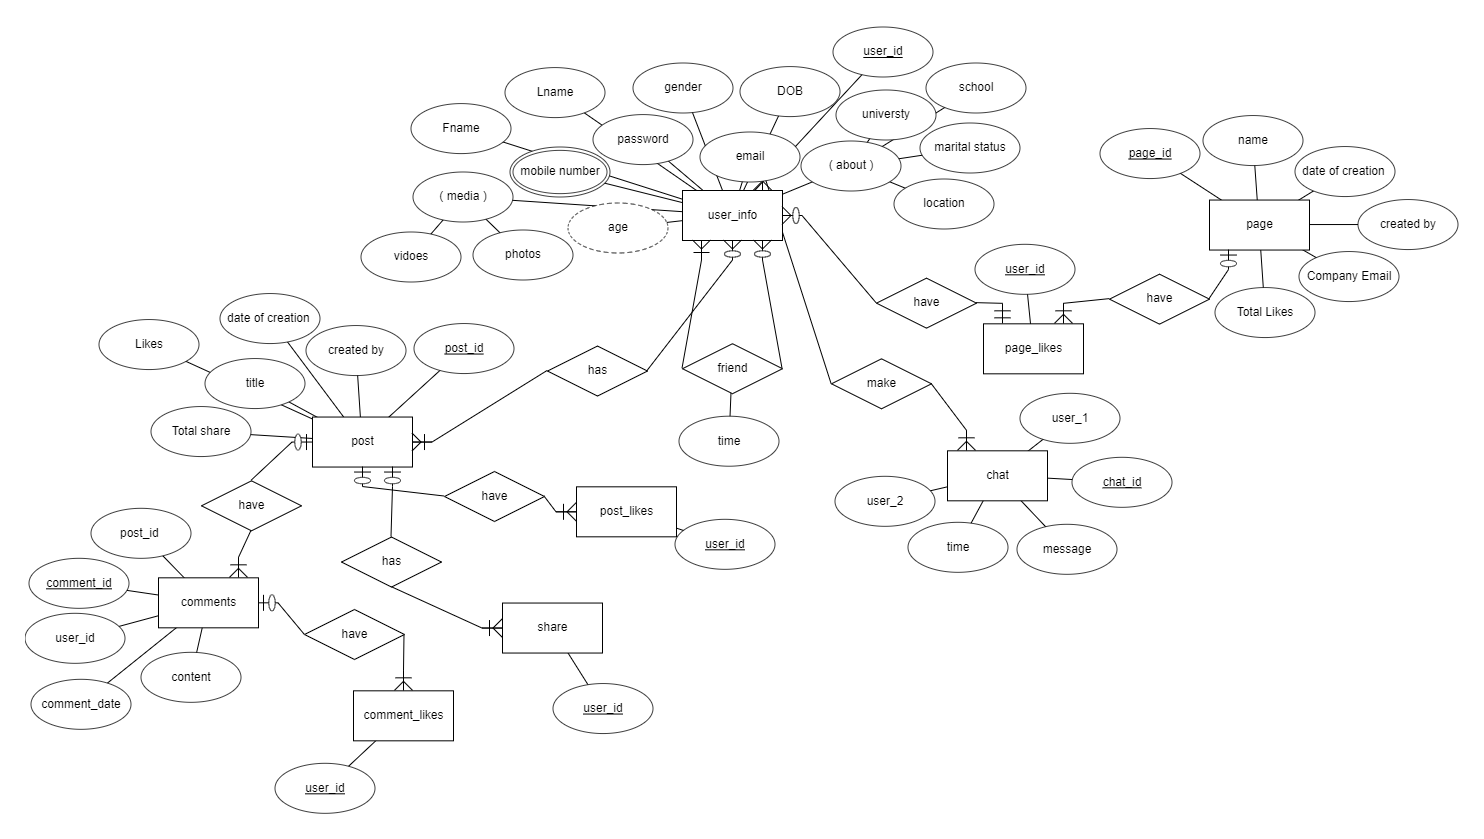 user_id
Lname
gender
DOB
school
Fname
password
universty
email
marital status
mobile number
( about )
( media )
location
age
user_info
vidoes
photos
page_id
name
date of creation
page
created by
Company Email
Total Likes
user_id
have
have
page_likes
date of creation
Likes
created by
post_id
title
Total share
post
has
friend
time
make
user_1
chat
chat_id
user_2
time
message
have
have
post_likes
user_id
has
post_id
comment_id
comments
user_id
content
comment_date
have
share
user_id
comment_likes
user_id